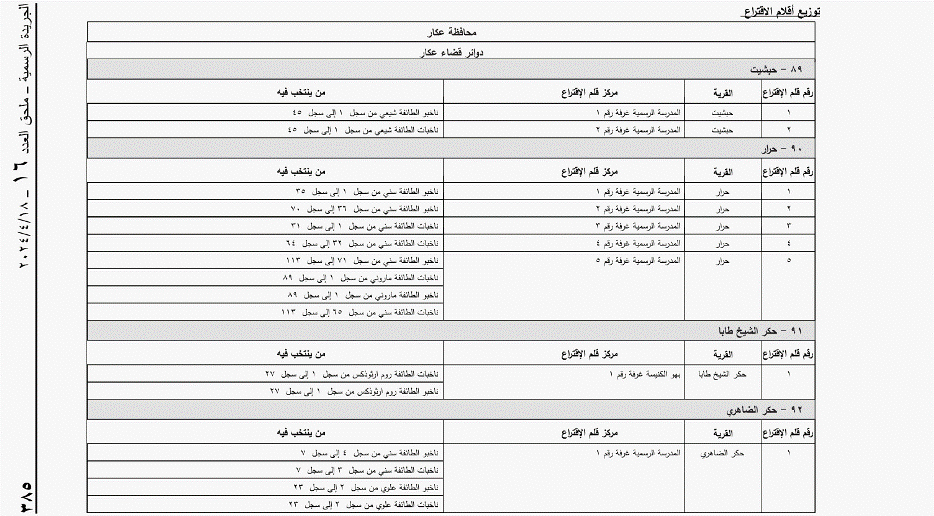 الجريدة الرسمية – ملحق العدد ١٦ – ٢٠٢٤/٤/١٨
٣٨٥
توزيع أقلام الاقتراع
محافظة عكار
دوائر قضاء عكار
٨٩ - حبشيت
رقم قلم الإقتراع القرية مركز قلم الإقتراع من ينتخب فيه
١ حبشيت المدرسة الرسمية غرفة رقم ١ ناخبو الطائفة شيعي من سجل ١ إلى سجل ٤٥
٢ حبشيت المدرسة الرسمية غرفة رقم ٢ ناخبات الطائفة شيعي من سجل ١ إلى سجل ٤٥
٩٠ - حرار
رقم قلم الإقتراع القرية مركز قلم الإقتراع من ينتخب فيه
١ حرار المدرسة الرسمية غرفة رقم ١ ناخبو الطائفة سني من سجل ١ إلى سجل ٣٥
٢ حرار المدرسة الرسمية غرفة رقم ٢ ناخبو الطائفة سني من سجل ٣٦ إلى سجل ٧٠
٣ حرار المدرسة الرسمية غرفة رقم ٣ ناخبات الطائفة سني من سجل ١ إلى سجل ٣١
٤ حرار المدرسة الرسمية غرفة رقم ٤ ناخبات الطائفة سني من سجل ٣٢ إلى سجل ٦٤
٥ حرار المدرسة الرسمية غرفة رقم ٥ ناخبو الطائفة سني من سجل ٧١ إلى سجل ١١٣
ناخبات الطائفة ماروني من سجل ١ إلى سجل ٨٩
ناخبو الطائفة ماروني من سجل ١ إلى سجل ٨٩
ناخبات الطائفة سني من سجل ٦٥ إلى سجل ١١٣
٩١ - حكر الشيخ طابا
رقم قلم الإقتراع القرية مركز قلم الإقتراع من ينتخب فيه
١ حكر الشيخ طابا بهو الكنيسة غرفة رقم ١ ناخبات الطائفة روم ارثوذكس من سجل ١ إلى سجل ٢٧
ناخبو الطائفة روم ارثوذكس من سجل ١ إلى سجل ٢٧
٩٢ - حكر الضاهري
رقم قلم الإقتراع القرية مركز قلم الإقتراع من ينتخب فيه
١ حكر الضاهري المدرسة الرسمية غرفة رقم ١ ناخبو الطائفة سني من سجل ٤ إلى سجل ٧
ناخبات الطائفة سني من سجل ٣ إلى سجل ٧
ناخبو الطائفة علوي من سجل ٢ إلى سجل ٢٣
ناخبات الطائفة علوي من سجل ٢ إلى سجل ٢٣